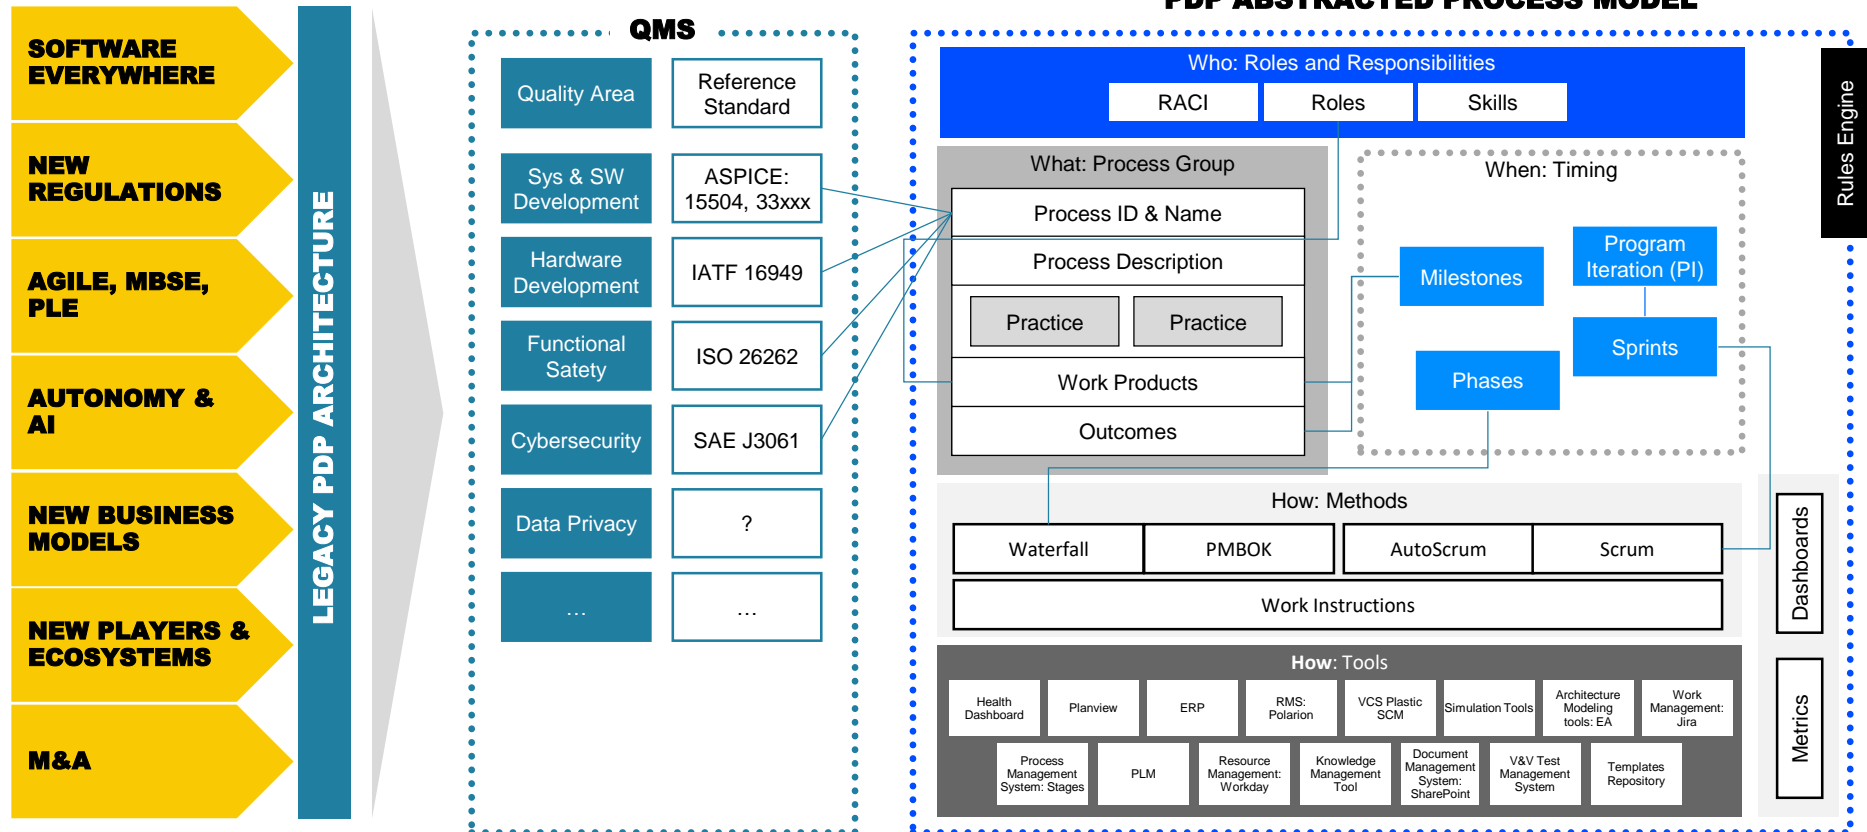 SOFTWARE
EVERYWHERE
NEW
REGULATIONS
AGILE, MBSE,
PLE
AUTONOMY &
AI
NEW BUSINESS
MODELS
NEW PLAYERS &
ECOSYSTEMS
M&A
LEGACY PDP ARCHITECTURE
QMS
Quality Area
Reference
Standard
Sys & SW
Development
ASPICE:
15504, 33xxx
Hardware
Development
IATF 16949
Functional
Satety
ISO 26262
Cybersecurity
SAE J3061
Data Privacy
?
...
...
PDP ABSTRACTED PROCESS MODEL
Who: Roles and Responsibilities
RACI
Roles
Skills
What: Process Group
Process ID & Name
Process Description
Practice
Practice
Work Products
Outcomes
When: Timing
Milestones
Program
Iteration (PI)
Sprints
Phases
How: Methods
Waterfall
PMBOK
AutoScrum
Scrum
Work Instructions
How: Tools
Health
Dashboard
Planview
ERP
RMS:
Polarion
VCS Plastic
SCM
Simulation Tools
Architecture
Modeling
tools: EA
Work
Management:
Jira
Process
Management
System: Stages
PLM
Resource
Management:
Workday
Knowledge
Management
Tool
Document
Management
System:
SharePoint
V&V Test
Management
System
Templates
Repository
Rules Engine
Dashboards
Metrics